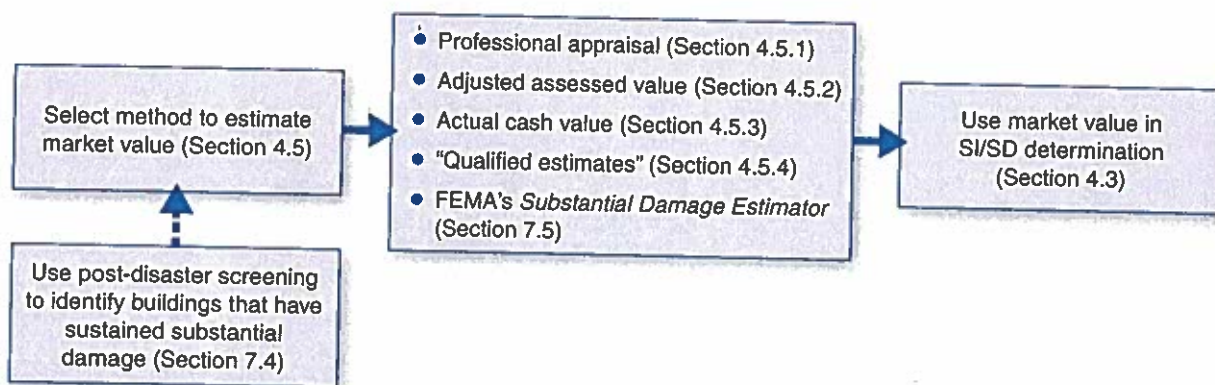 Select method to estimate
market value (Section 4.5)
Use post-disaster screening
to identify buildings that have
sustained substantial
damage (Section 7.4)
• Professional appraisal (Section 4.5.1)
• Adjusted assessed value (Section 4.5.2)
• Actual cash value (Section 4.5.3)
• "Qualified estimates" (Section 4.5.4)
• FEMA's Substantial Damage Estimator
(Section 7.5)
Use market value in
SI/SD determination
(Section 4.3)